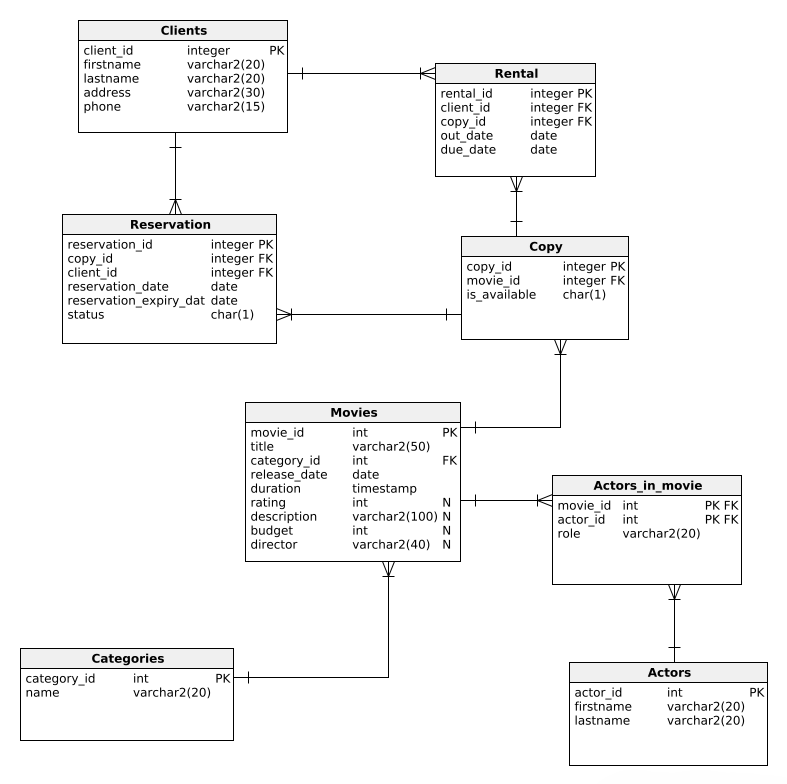 Clients
client_id integer PK
firstname varchar2(20)
lastname varchar2(20)
address varchar2(30)
phone varchar2(15)
Rental
rental_id integer PK
client_id integer FK
copy_id integer FK
out_date date
due_date date
Reservation
reservation_id integer PK
copy_id integer FK
client_id integer FK
reservation_date date
reservation_expiry_dat date
status char(1)
Copy
copy_id integer PK
movie_id integer FK
is_available char(1)
Movies
movie_id int PK
title varchar2(50)
category_id int FK
release_date date
duration timestamp
rating int N
description varchar2(100) N
budget int N
director varchar2(40) N
Actors_in_movie
movie_id int PK FK
actor_id int PK FK
role varchar2(20)
Categories
category_id int PK
name varchar2(20)
Actors
actor_id int PK
firstname varchar2(20)
lastname varchar2(20)